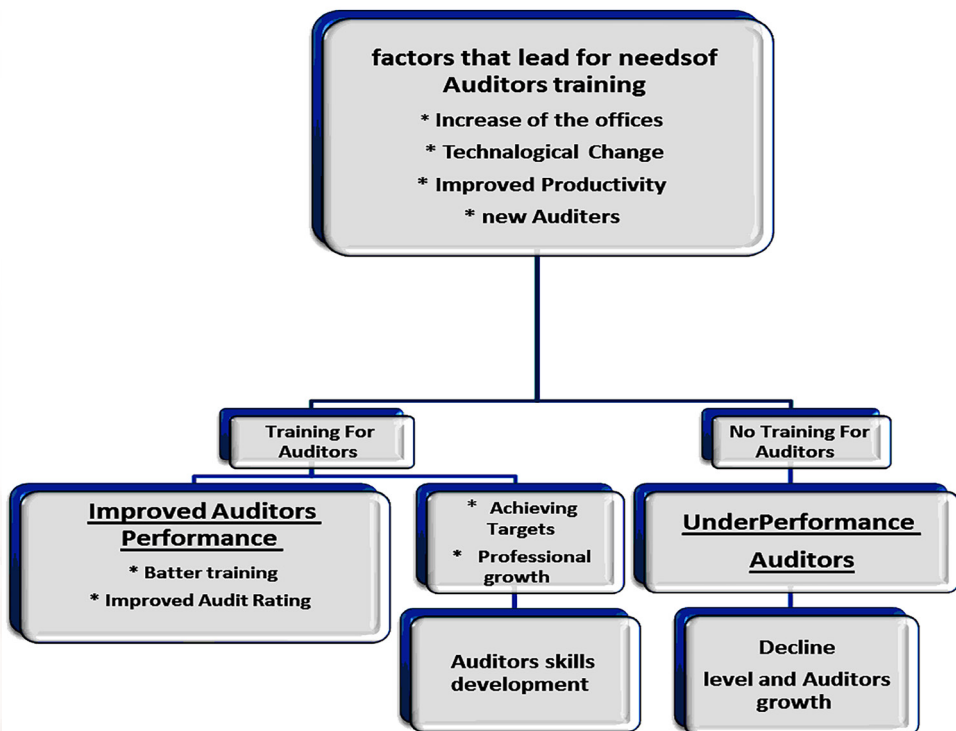 factors that lead for needsof
Auditors training
* Increase of the offices
* Technalogical Change
* Improved Productivity
* new Auditers
Training For
Auditors
No Training For
Auditors
Improved Auditors
Performance
* Batter training
* Improved Audit Rating
* Achieving
Targets
* Professional
growth
UnderPerformance
Auditors
Auditors skills
development
Decline
level and Auditors
growth